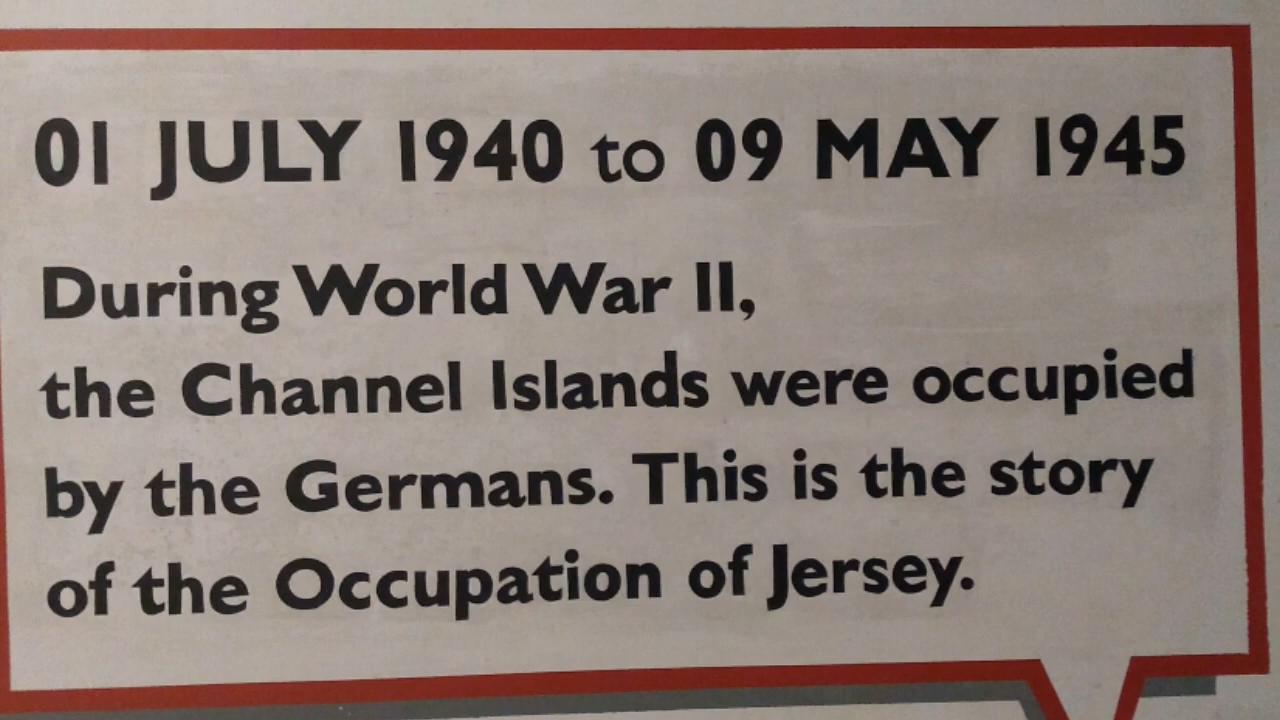 01 JULY 1940 to 09 MAY 1945
During World War II,
the Channel Islands were occupied
by the Germans. This is the story
of the Occupation of Jersey.